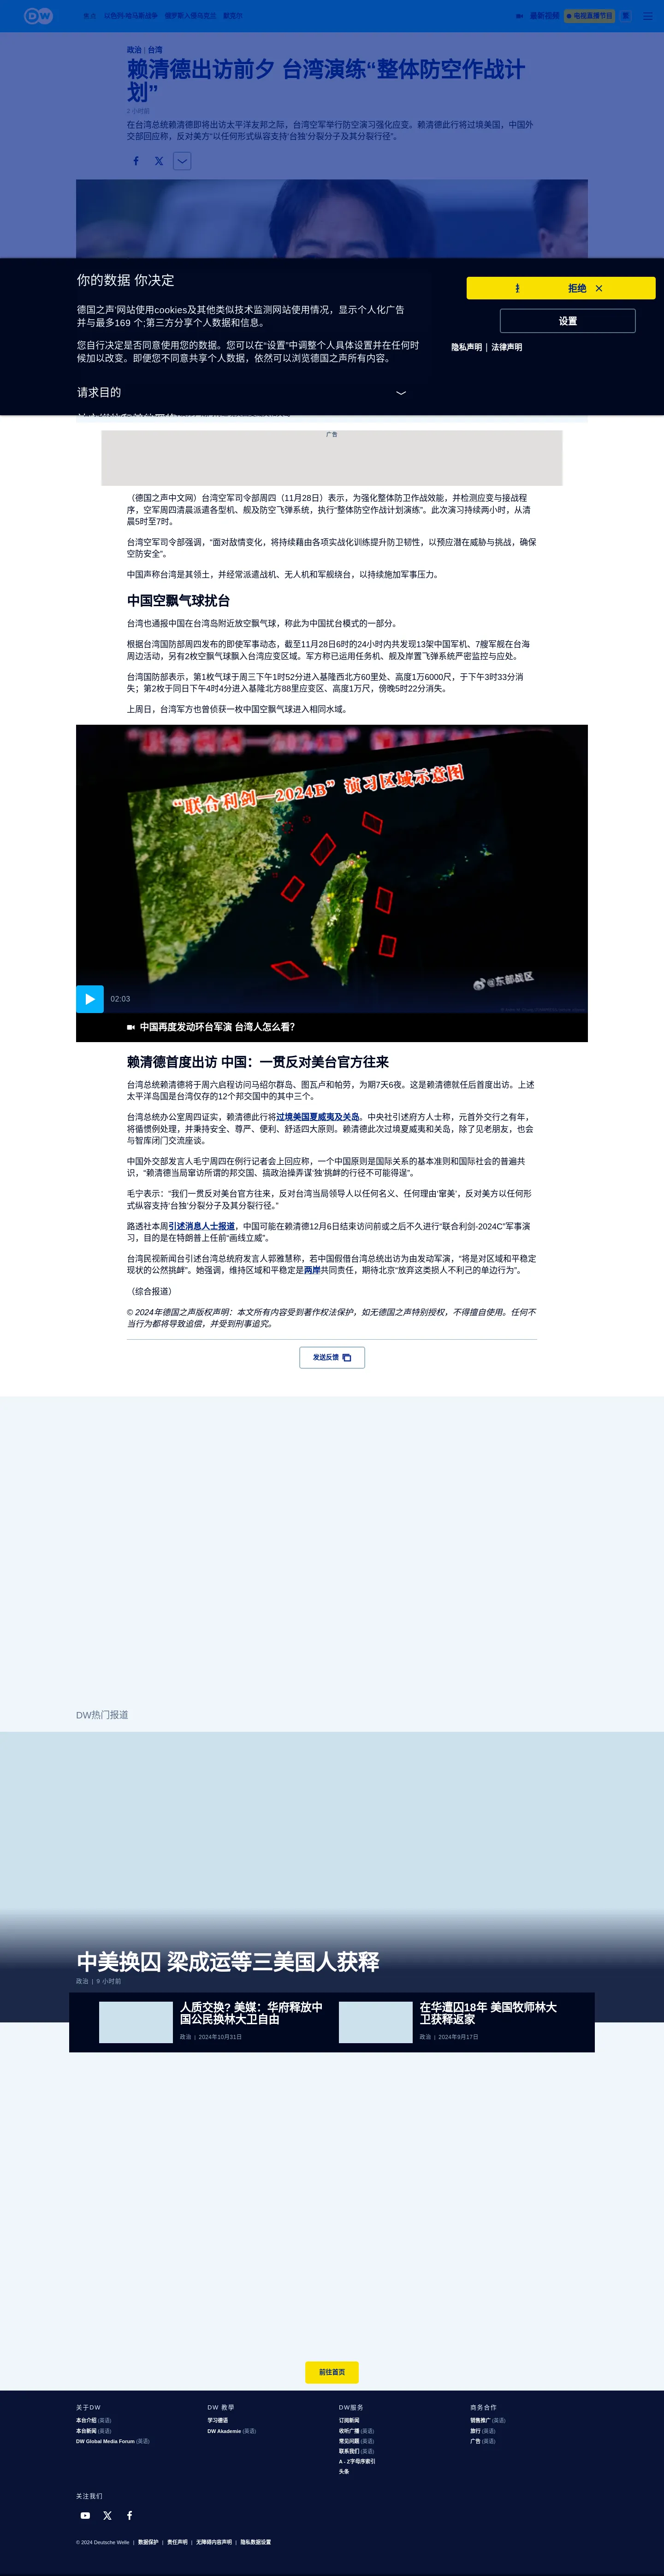 DW
焦点 以色列-哈马斯战争 俄罗斯入侵乌克兰 默克尔
最新视频
电视直播节目
政治 | 台湾
赖清德出访前夕 台湾演练“整体防空作战计
划”
2 小时前
在台湾总统赖清德即将出访太平洋友邦之际，台湾空军举行防空演习强化应变。赖清德此行将过境美国，中国外
交部回应称，反对美方“以任何形式纵容支持‘台独’分裂分子及其分裂行径”。
你的数据 你决定
德国之声‘网站使用cookies及其他类似技术监测网站使用情况，显示个人化广告
并与最多169 个;第三方分享个人数据和信息。
您自行决定是否同意使用您的数据。您可以在“设置”中调整个人具体设置并在任何时
候加以改变。即便您不同意共享个人数据，依然可以浏览德国之声所有内容。
请求目的
拒绝
设置
隐私声明 | 法律声明
广告
（德国之声中文网）台湾空军司令部周四（11月28日）表示，为强化整体防卫作战效能，并检测应变与接战程
序，空军周四清晨派遣各型机、舰及防空飞弹系统，执行“整体防空作战计划演练”。此次演习持续两小时，从清
晨5时至7时。
台湾空军司令部强调，“面对敌情变化，将持续藉由各项实战化训练提升防卫韧性，以预应潜在威胁与挑战，确保
空防安全”。
中国声称台湾是其领土，并经常派遣战机、无人机和军舰绕台，以持续施加军事压力。
中国空飘气球扰台
台湾也通报中国在台湾岛附近放空飘气球，称此为中国扰台模式的一部分。
根据台湾国防部周四发布的即使军事动态，截至11月28日6时的24小时内共发现13架中国军机、7艘军舰在台海
周边活动，另有2枚空飘气球飘入台湾应变区域。军方称已运用任务机、舰及岸置飞弹系统严密监控与应处。
台湾国防部表示，第1枚气球于周三下午1时52分进入基隆西北方60里处、高度1万6000尺，于下午3时33分消
失；第2枚于同日下午4时4分进入基隆北方88里应变区、高度1万尺，傍晚5时22分消失。
上周日，台湾军方也曾侦获一枚中国空飘气球进入相同水域。
“联合利剑—2024B” 演习区域示意图
@东部战区
02:03
中国再度发动环台军演 台湾人怎么看？
赖清德首度出访 中国：一贯反对美台官方往来
台湾总统赖清德将于周六启程访问马绍尔群岛、图瓦卢和帕劳，为期7天6夜。这是赖清德就任后首度出访。上述
太平洋岛国是台湾仅存的12个邦交国中的其中三个。
台湾总统办公室周四证实，赖清德此行将过境美国夏威夷及关岛。中央社引述府方人士称，元首外交行之有年，
将循惯例处理，并秉持安全、尊严、便利、舒适四大原则。赖清德此次过境夏威夷和关岛，除了见老朋友，也会
与智库闭门交流座谈。
中国外交部发言人毛宁周四在例行记者会上回应称，一个中国原则是国际关系的基本准则和国际社会的普遍共
识，“赖清德当局窜访所谓的邦交国、搞政治操弄谋‘独’挑衅的行径不可能得逞”。
毛宁表示：“我们一贯反对美台官方往来，反对台湾当局领导人以任何名义、任何理由‘窜美’，反对美方以任何形
式纵容支持‘台独’分裂分子及其分裂行径。”
路透社本周引述消息人士报道，中国可能在赖清德12月6日结束访问前或之后不久进行“联合利剑-2024C”军事演
习，目的是在特朗普上任前“画线立威”。
台湾民视新闻台引述台湾总统府发言人郭雅慧称，若中国假借台湾总统出访为由发动军演，“将是对区域和平稳定
现状的公然挑衅”。她强调，维持区域和平稳定是两岸共同责任，期待北京“放弃这类损人不利己的单边行为”。
（综合报道）
© 2024年德国之声版权声明：本文所有内容受到著作权法保护，如无德国之声特别授权，不得擅自使用。任何不
当行为都将导致追偿，并受到刑事追究。
发送反馈
DW热门报道
中美换囚 梁成运等三美国人获释
政治 | 9 小时前
人质交换？美媒：华府释放中
国公民换林大卫自由
政治 | 2024年10月31日
在华遭囚18年 美国牧师林大
卫获释返家
政治 | 2024年9月17日
前往首页
关于DW
本台介绍 (英语)
本台新闻 (英语)
DW Global Media Forum (英语)
DW 教學
学习德语
DW Akademie (英语)
DW服务
订阅新闻
收听广播 (英语)
常见问题 (英语)
联系我们 (英语)
A - Z字母序索引
头条
商务合作
销售推广 (英语)
旅行 (英语)
广告 (英语)
关注我们
© 2024 Deutsche Welle | 数据保护 | 责任声明 | 无障碍内容声明 | 隐私数据设置